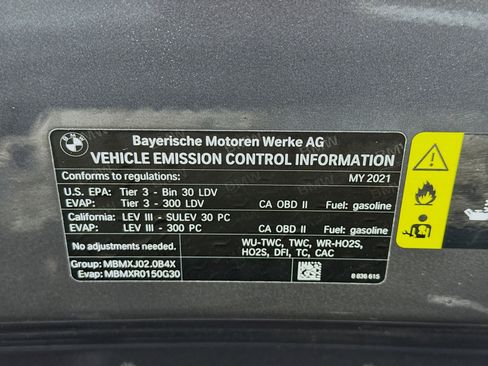 BMW
Bayerische Motoren Werke AG
VEHICLE EMISSION CONTROL INFORMATION
Conforms to regulations: MY 2021
U.S. EPA: Tier 3 - Bin 30 LDV
EVAP: Tier 3 - 300 LDV CA OBD II Fuel: gasoline
California: LEV III - SULEV 30 PC
EVAP: LEV III - 300 PC CA OBD II Fuel: gasoline
No adjustments needed. WU-TWC, TWC, WR-HO2S,
HO2S, DFI, TC, CAC
Group: MBMXJ02.0B4X
Evap: MBMXR0150G30 8 836 615